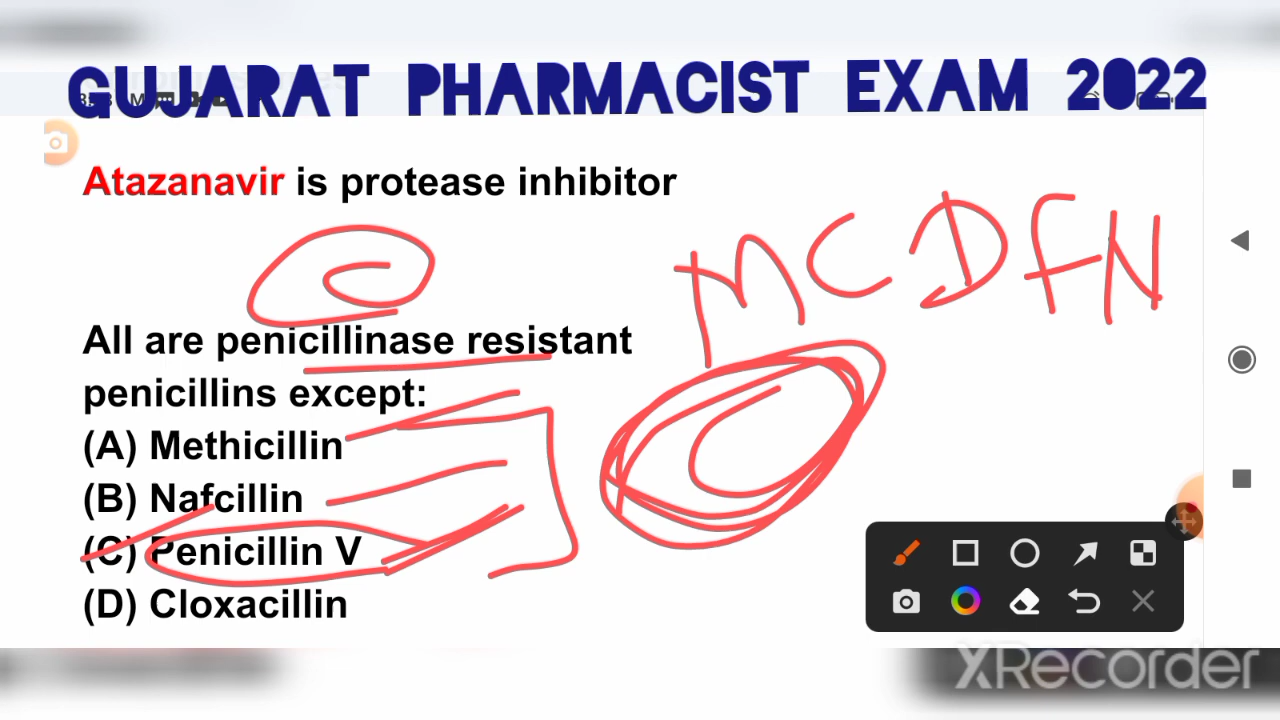 GUJARAT PHARMACIST EXAM 2022
Atazanavir is protease inhibitor
C
MCDFN
All are penicillinase resistant
penicillins except:
(A) Methicillin
(B) Nafcillin
(C) Penicillin V
(D) Cloxacillin
C
XRecorder